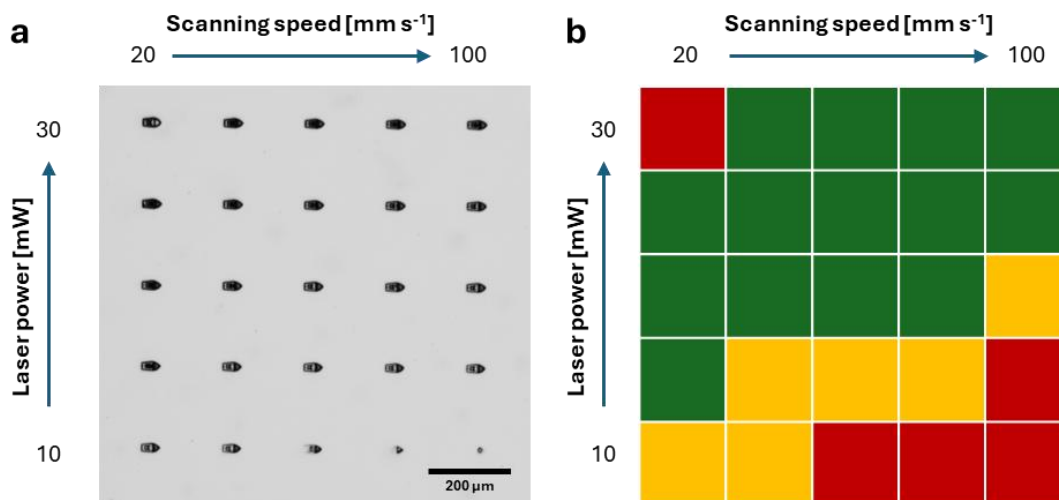 a
Scanning speed [mm s⁻¹]
20
100
30
Laser power [mW]
10
200 µm
b
Scanning speed [mm s⁻¹]
20
100
30
Laser power [mW]
10